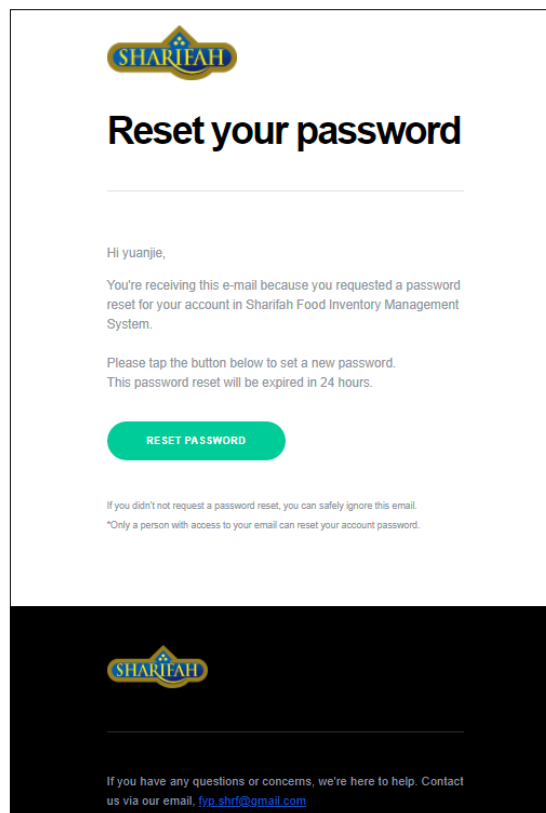 SHARIFAH
Reset your password
Hi yuanjie,
You're receiving this e-mail because you requested a password
reset for your account in Sharifah Food Inventory Management
System.
Please tap the button below to set a new password.
This password reset will be expired in 24 hours.
RESET PASSWORD
If you didn't not request a password reset, you can safely ignore this email.
*Only a person with access to your email can reset your account password.
SHARIFAH
If you have any questions or concerns, we're here to help. Contact
us via our email, fyp.shrf@gmail.com